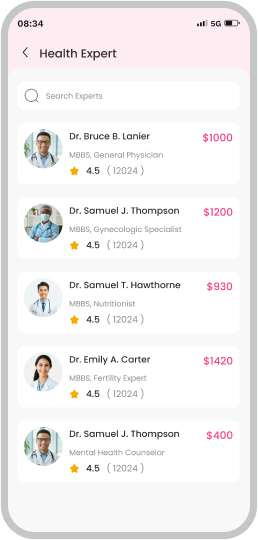 08:34
5G
Health Expert
Search Experts
Dr. Bruce B. Lanier
$1000
MBBS, General Physician
4.5 ( 12024 )
Dr. Samuel J. Thompson
$1200
MBBS, Gynecologic Specialist
4.5 ( 12024 )
Dr. Samuel T. Hawthorne
$930
MBBS, Nutritionist
4.5 ( 12024 )
Dr. Emily A. Carter
$1420
MBBS, Fertility Expert
4.5 ( 12024 )
Dr. Samuel J. Thompson
$400
Mental Health Counselor
4.5 ( 12024 )